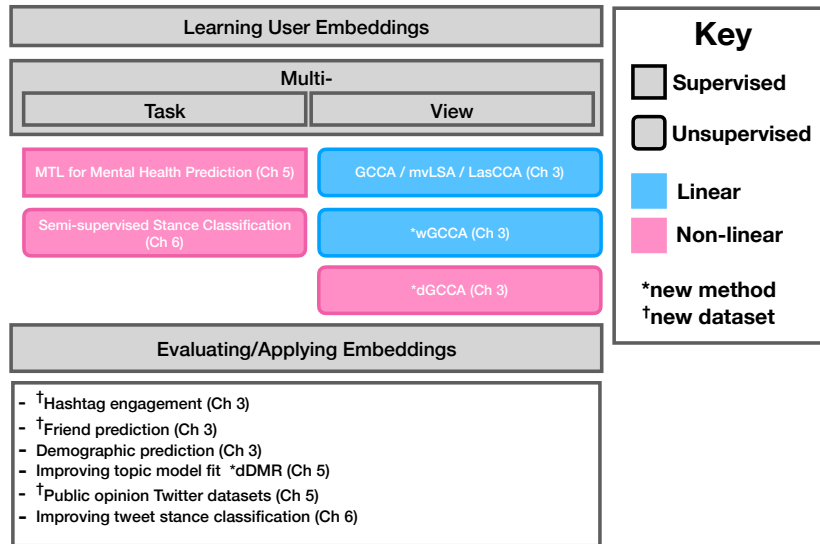 Learning User Embeddings
Multi-
Task
View
MTL for Mental Health Prediction (Ch 5)
GCCA / mvLSA / LasCCA (Ch 3)
Semi-supervised Stance Classification
(Ch 6)
*wGCCA (Ch 3)
*dGCCA (Ch 3)
Evaluating/Applying Embeddings
- †Hashtag engagement (Ch 3)
- †Friend prediction (Ch 3)
- Demographic prediction (Ch 3)
- Improving topic model fit *dDMR (Ch 5)
- †Public opinion Twitter datasets (Ch 5)
- Improving tweet stance classification (Ch 6)
Key
Supervised
Unsupervised
Linear
Non-linear
*new method
†new dataset